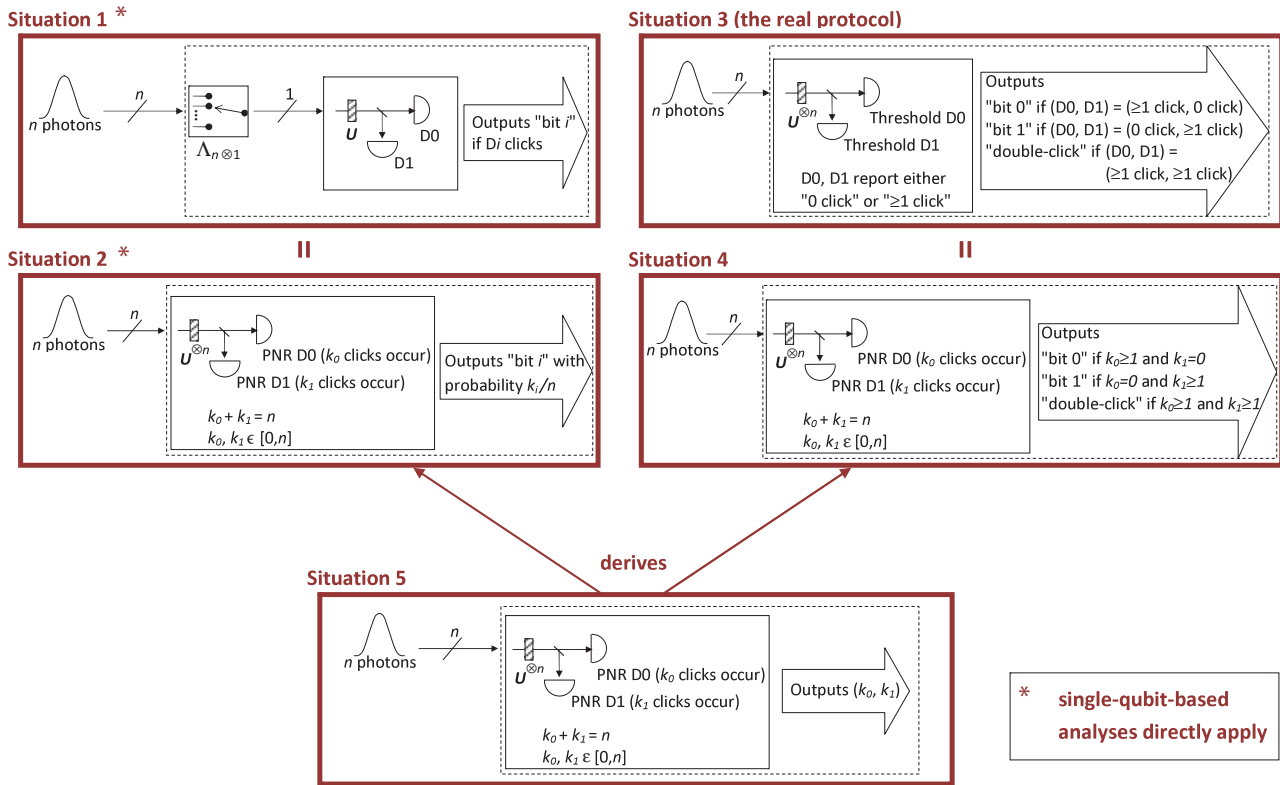 Situation 1 *
n photons
n
Λn⊗1
1
U
D0
D1
Outputs "bit i"
if Di clicks
Situation 3 (the real protocol)
n photons
n
U⊗n
Threshold D0
Threshold D1
D0, D1 report either
"0 click" or "≥1 click"
Outputs
"bit 0" if (D0, D1) = (≥1 click, 0 click)
"bit 1" if (D0, D1) = (0 click, ≥1 click)
"double-click" if (D0, D1) =
(≥1 click, ≥1 click)
Situation 2 *
n photons
n
U⊗n
PNR D0 (k0 clicks occur)
PNR D1 (k1 clicks occur)
k0 + k1 = n
k0, k1 ϵ [0,n]
Outputs "bit i" with
probability ki/n
Situation 4
n photons
n
U⊗n
PNR D0 (k0 clicks occur)
PNR D1 (k1 clicks occur)
k0 + k1 = n
k0, k1 ε [0,n]
Outputs
"bit 0" if k0≥1 and k1=0
"bit 1" if k0=0 and k1≥1
"double-click" if k0≥1 and k1≥1
derives
Situation 5
n photons
n
U⊗n
PNR D0 (k0 clicks occur)
PNR D1 (k1 clicks occur)
k0 + k1 = n
k0, k1 ε [0,n]
Outputs (k0, k1)
* single-qubit-based
analyses directly apply